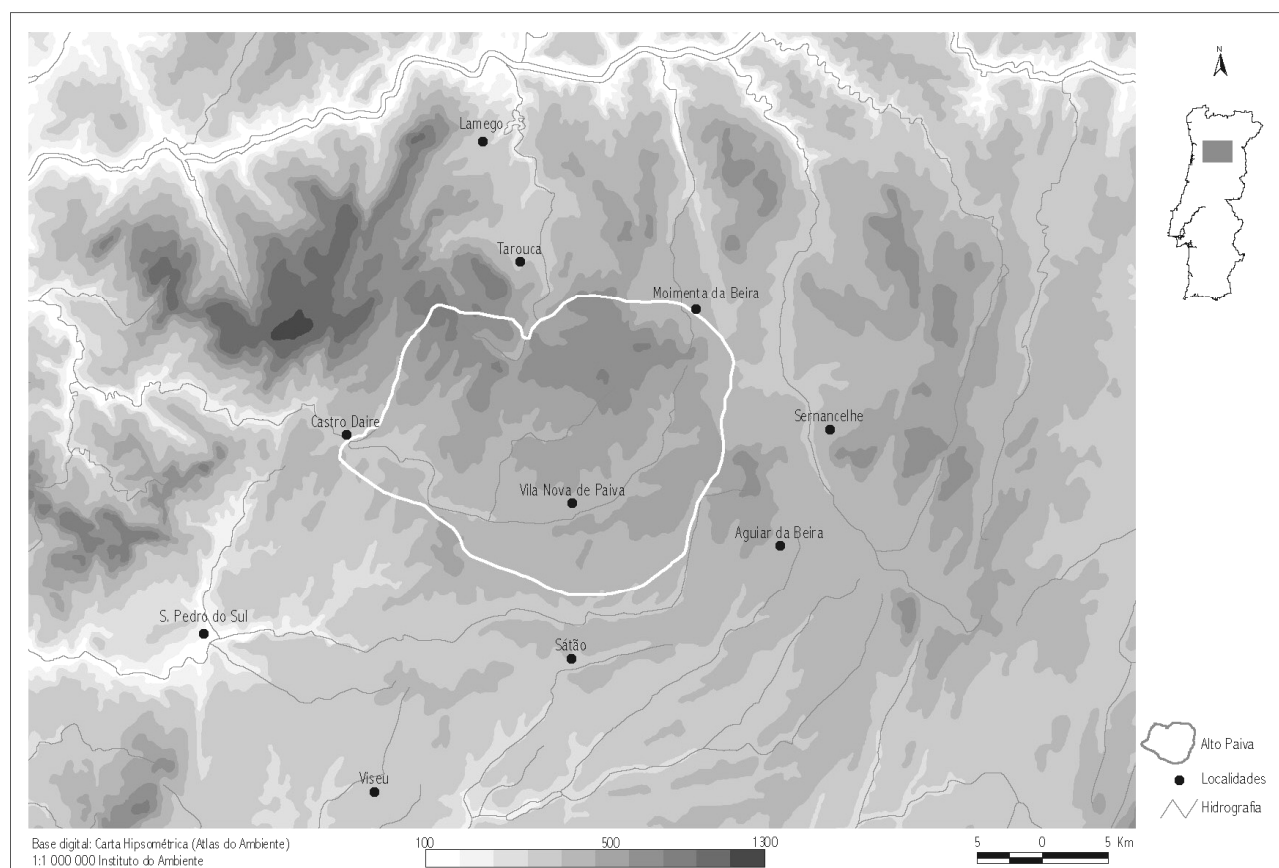 N
Lamego
Tarouca
Moimenta da Beira
Castro Daire
Sernancelhe
Vila Nova de Paiva
Aguiar da Beira
S. Pedro do Sul
Sátão
Viseu
Alto Paiva
Localidades
Hidrografia
Base digital: Carta Hipsométrica (Atlas do Ambiente)
1:1 000 000 Instituto do Ambiente
100 500 1300
5 0 5 Km